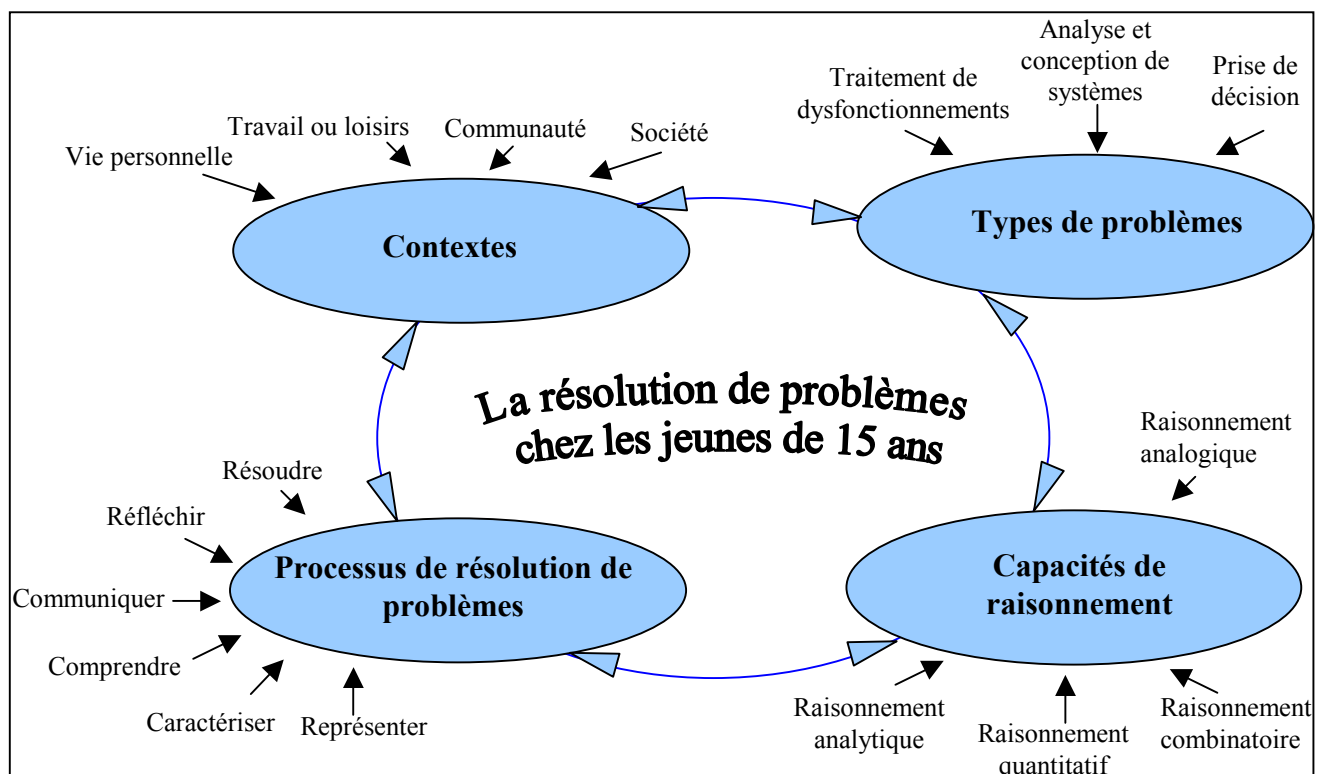 Analyse et
conception de
systèmes
Traitement de
dysfonctionnements
Prise de
décision
Travail ou loisirs
Communauté
Société
Vie personnelle
Contextes
Types de problèmes
La résolution de problèmes
chez les jeunes de 15 ans
Raisonnement
analogique
Résoudre
Réfléchir
Communiquer
Comprendre
Caractériser
Représenter
Processus de résolution de
problèmes
Capacités de
raisonnement
Raisonnement
analytique
Raisonnement
quantitatif
Raisonnement
combinatoire